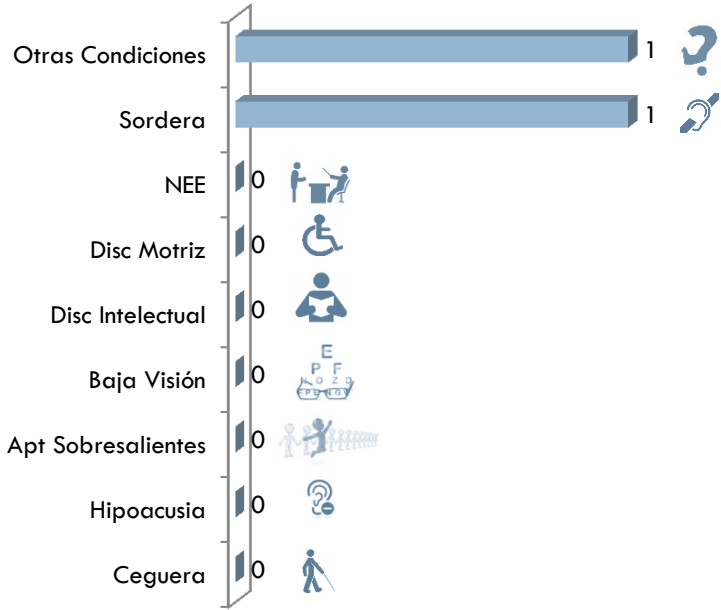 Otras Condiciones 1
Sordera 1
NEE 0
Disc Motriz 0
Disc Intelectual 0
E
P F
Baja Visión 0
N O Z D
Apt Sobresalientes 0
Hipoacusia 0
Ceguera 0